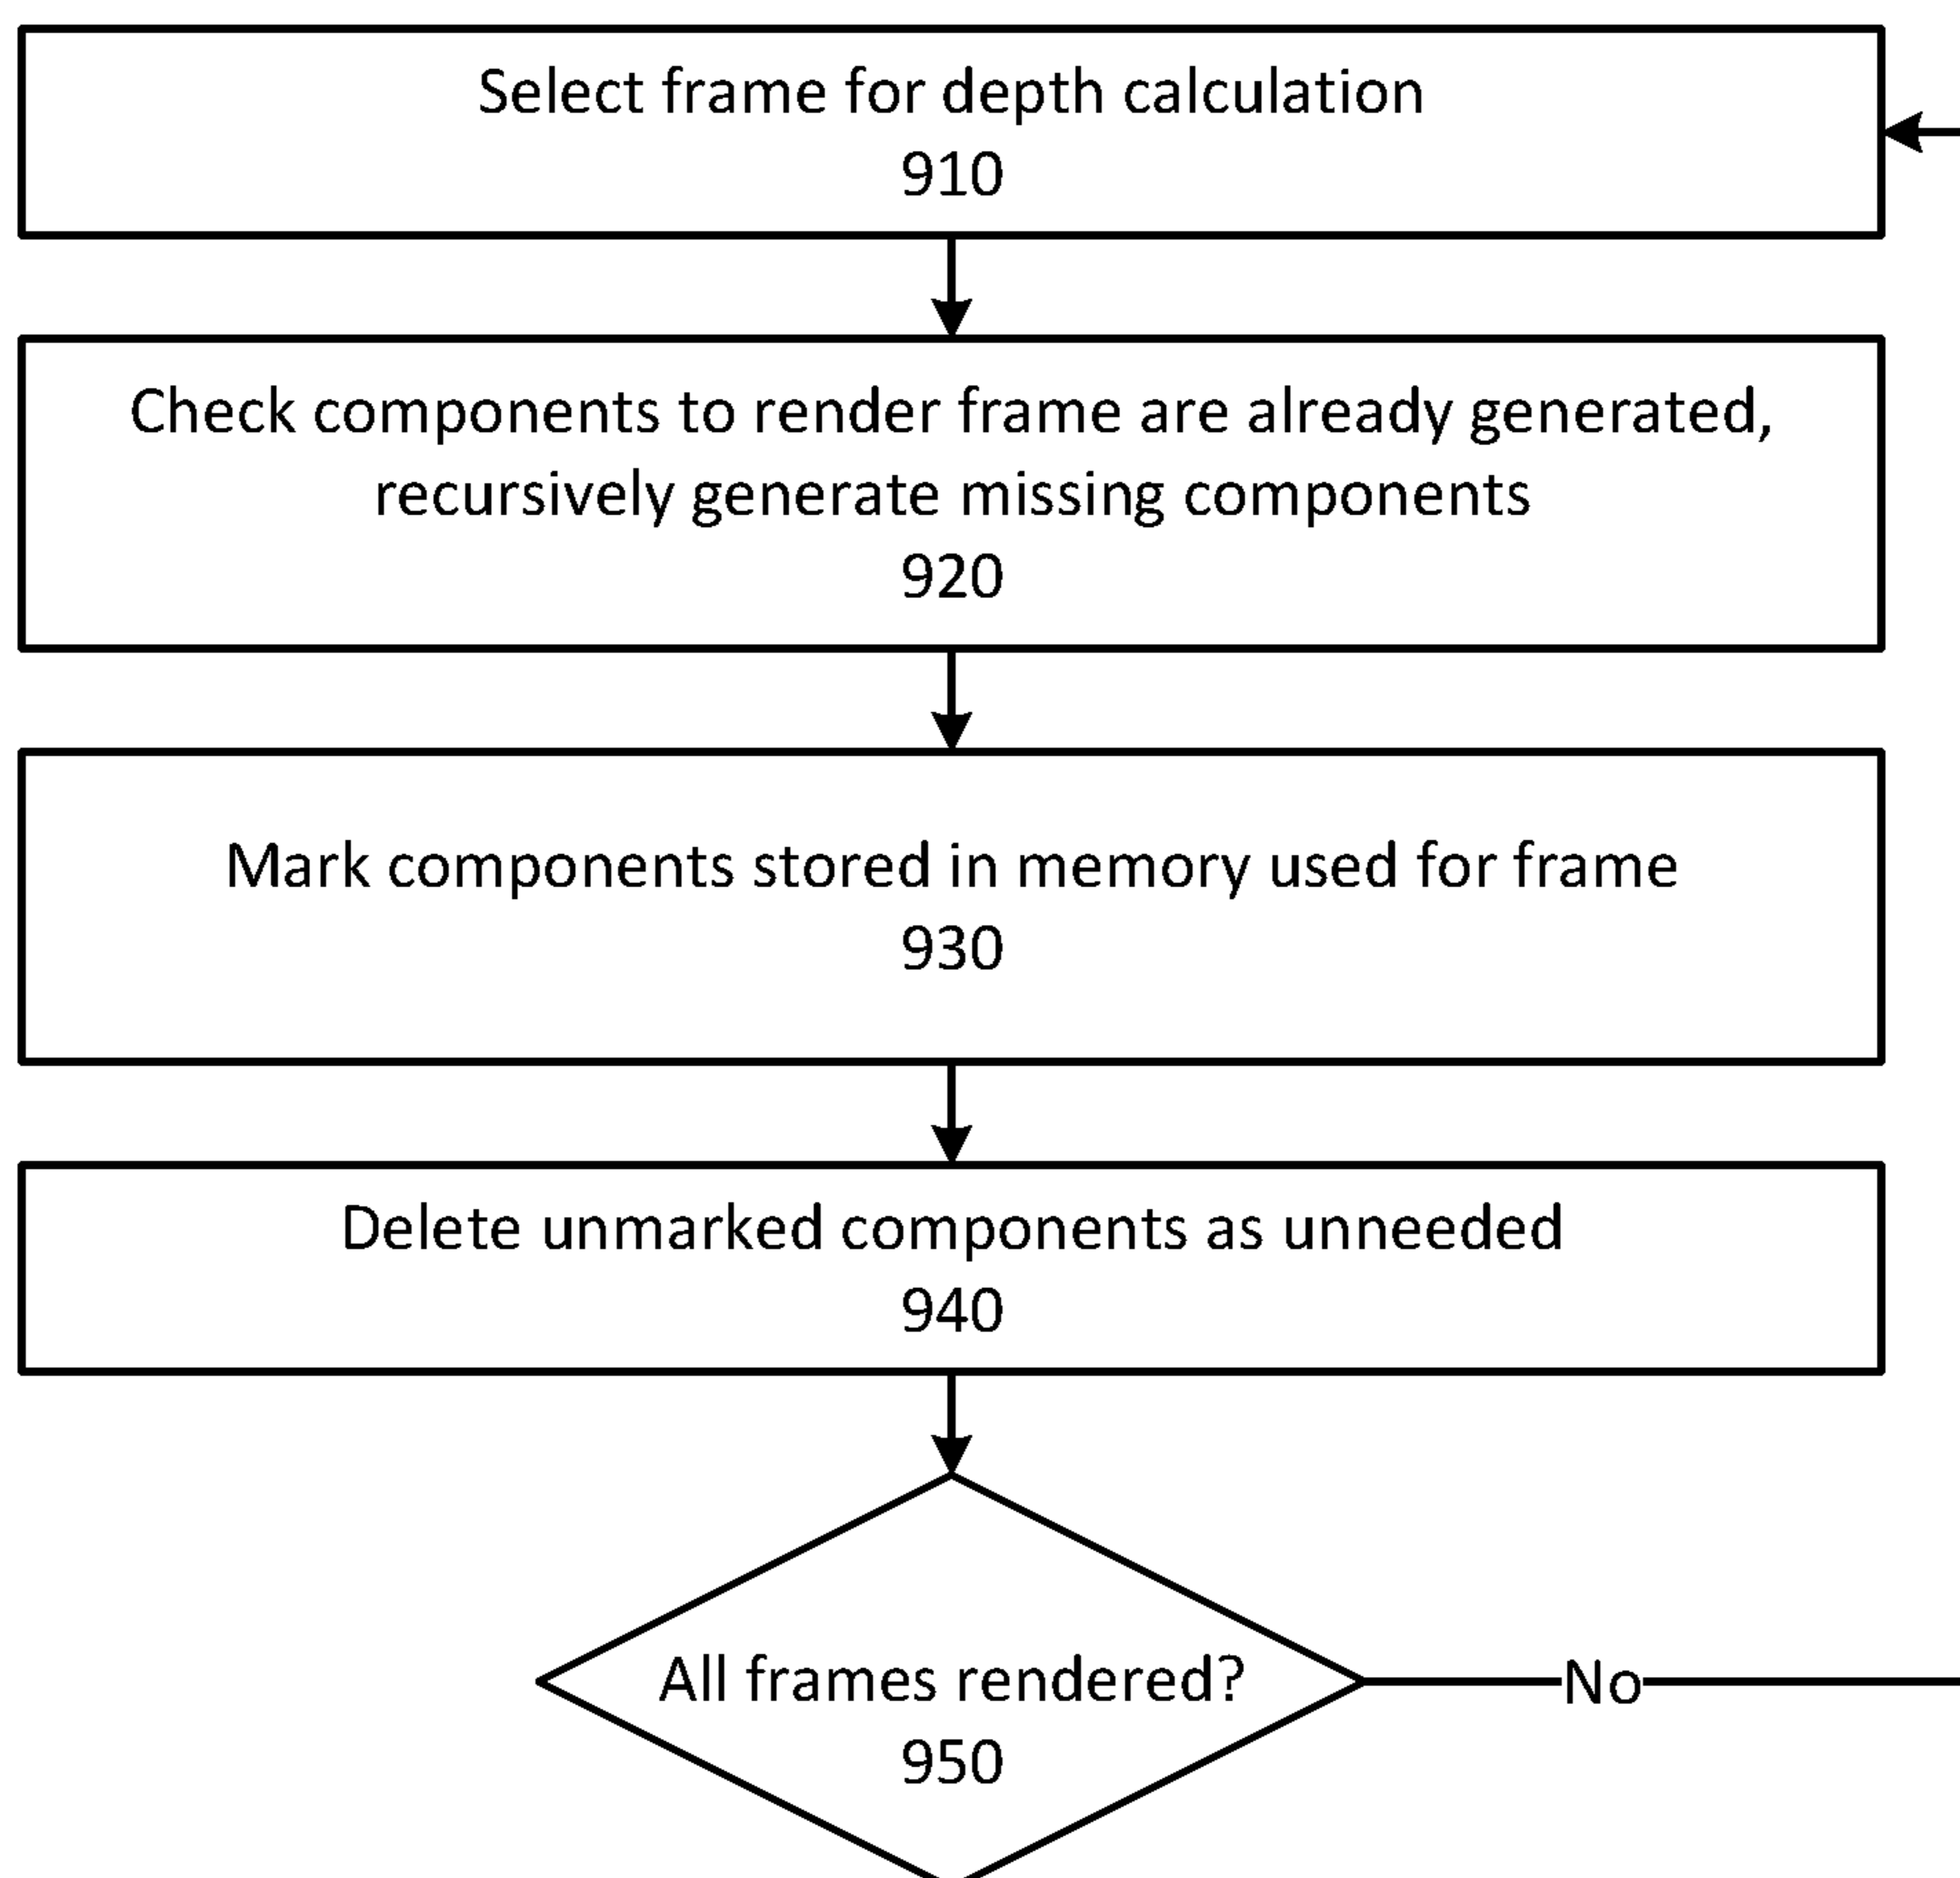 Select frame for depth calculation
910
Check components to render frame are already generated,
recursively generate missing components
920
Mark components stored in memory used for frame
930
Delete unmarked components as unneeded
940
All frames rendered?
No
950